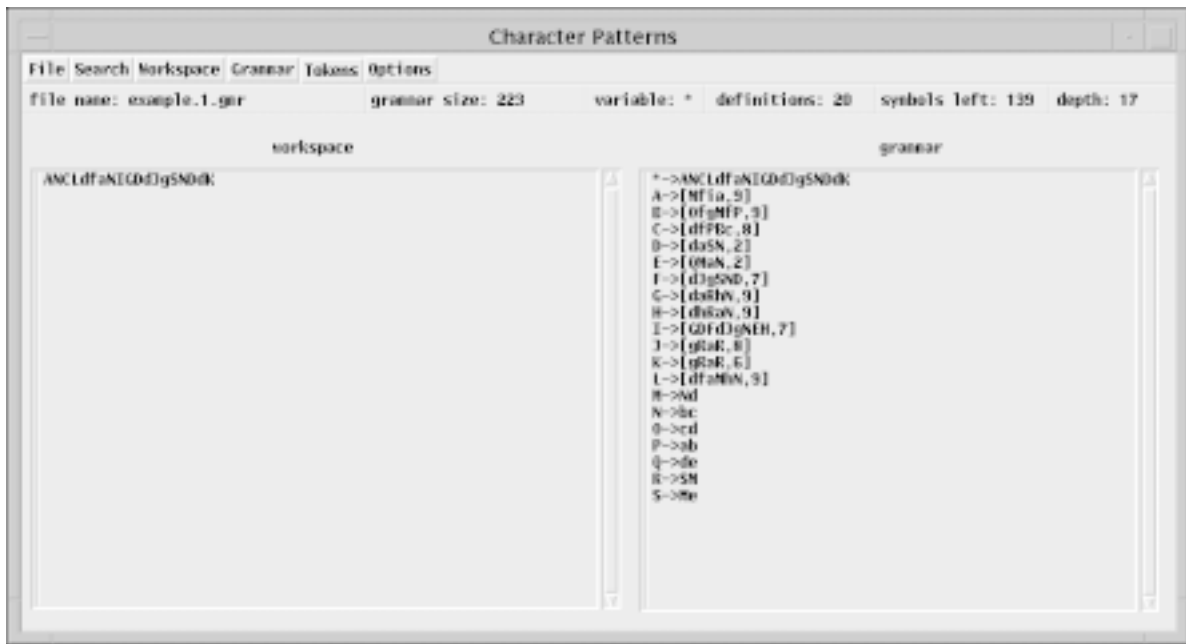 Character Patterns
File Search Workspace Grammar Tokens Options
file name: example.1.gmr grammar size: 223 variable: * definitions: 20 symbols left: 139 depth: 17
workspace grammar
ANCLdfaNIGDdJgSNDdK
*->ANCLdfaNIGDdJgSNDdK
A->[Mfia,9]
B->[OfgMfP,9]
C->[dfPBc,8]
D->[daSN,2]
E->[QMaN,2]
F->[dJgSND,7]
G->[daRhN,9]
H->[dhRaN,9]
I->[GDFdJgNEH,7]
J->[gRaR,8]
K->[gRaR,6]
L->[dfaMhN,9]
M->Nd
N->bc
O->cd
P->ab
Q->de
R->SM
S->Me